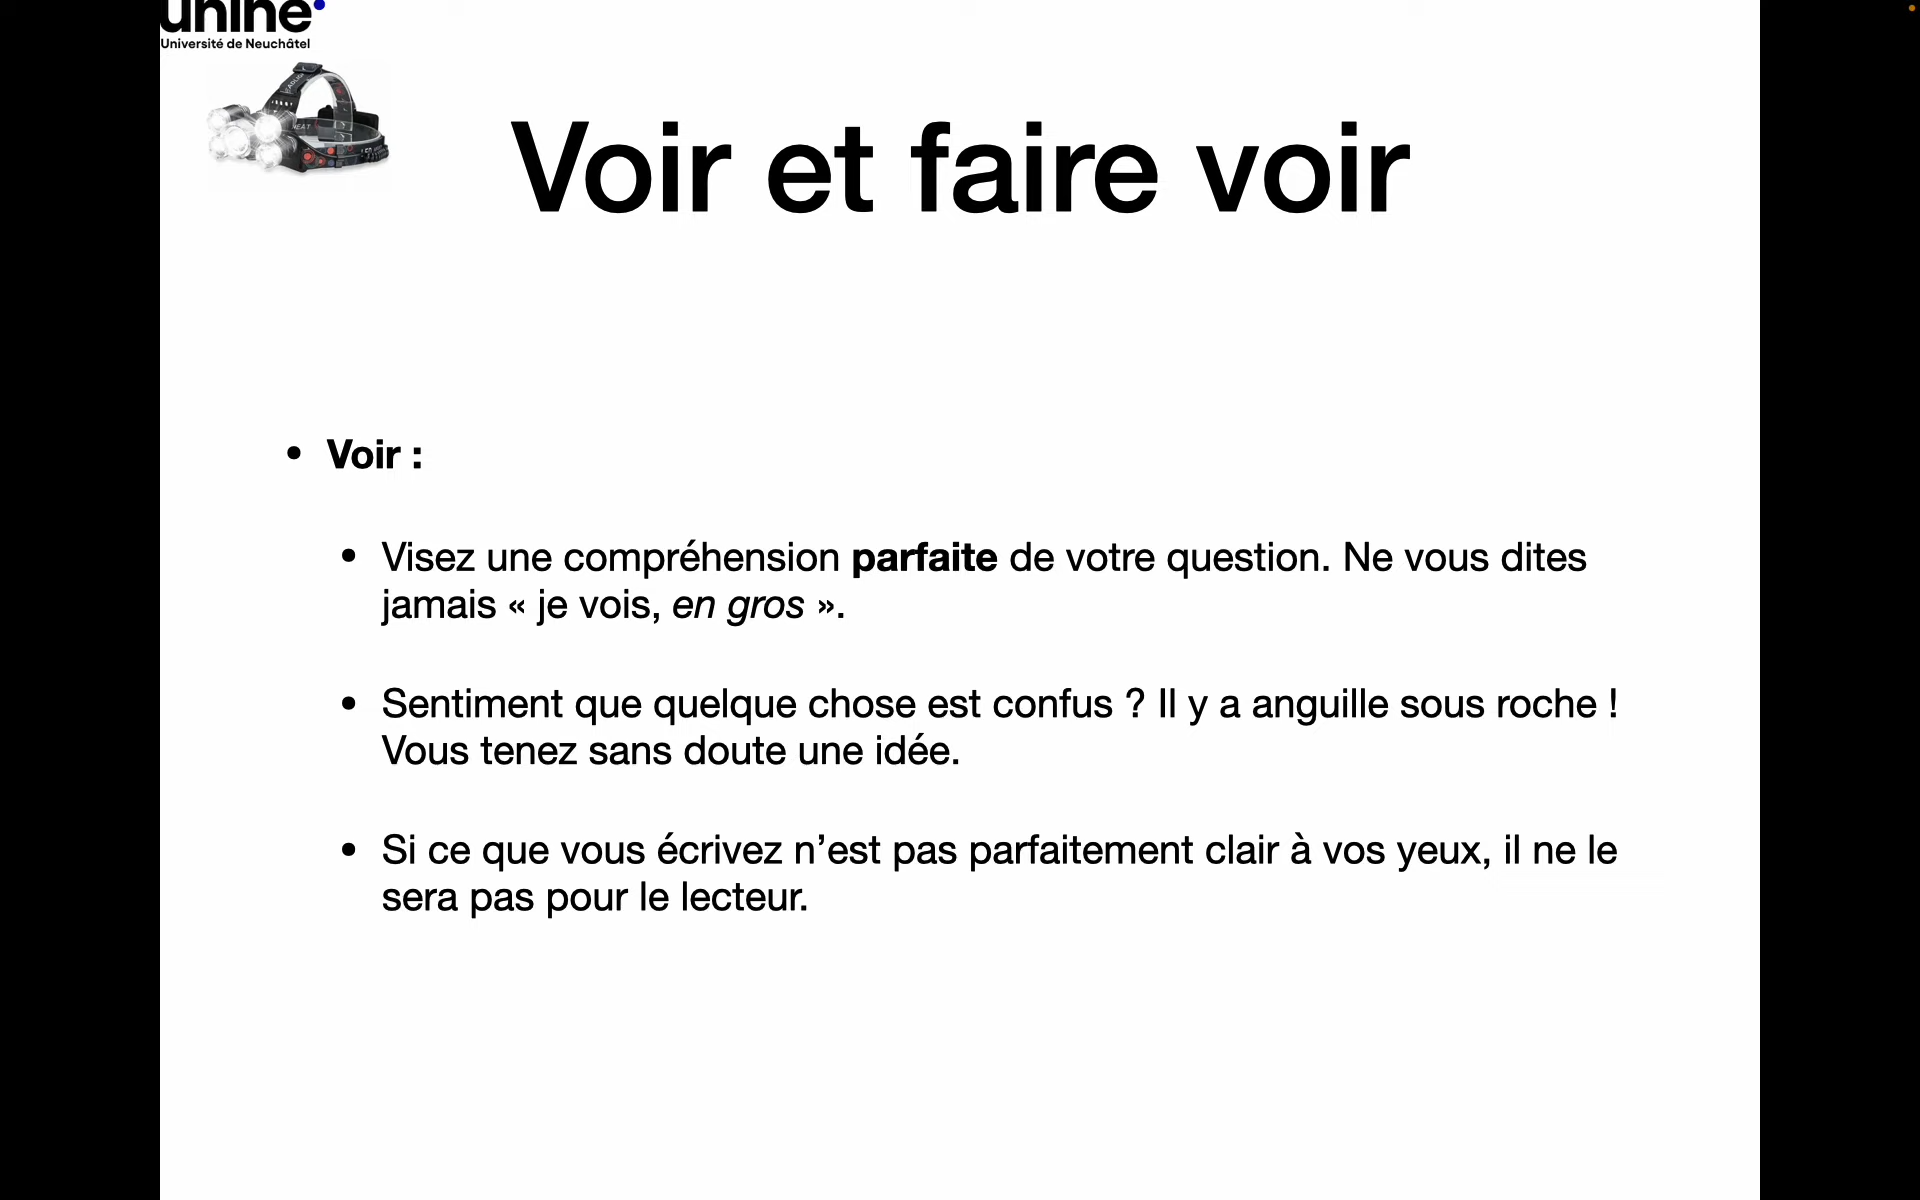 unine
Université de Neuchâtel
Voir et faire voir
• Voir :
• Visez une compréhension parfaite de votre question. Ne vous dites
jamais « je vois, en gros ».
• Sentiment que quelque chose est confus ? Il y a anguille sous roche !
Vous tenez sans doute une idée.
• Si ce que vous écrivez n’est pas parfaitement clair à vos yeux, il ne le
sera pas pour le lecteur.